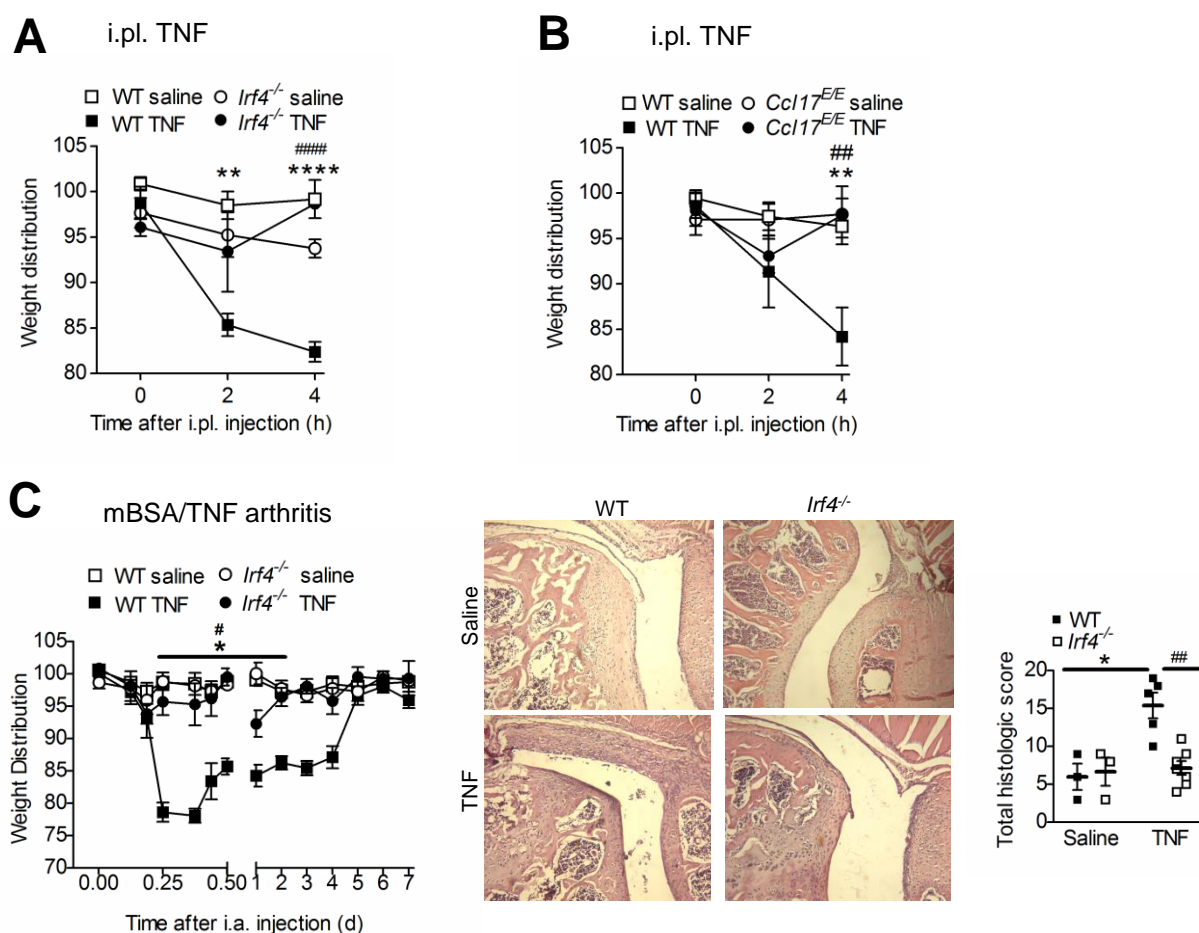 A
i.pl. TNF
WT saline Irf4-/- saline
WT TNF Irf4-/- TNF
####
** ****
105
100
95
90
85
80
Weight distribution
0 2 4
Time after i.pl. injection (h)
B
i.pl. TNF
WT saline Ccl17E/E saline
WT TNF Ccl17E/E TNF
##
**
105
100
95
90
85
80
Weight distribution
0 2 4
Time after i.pl. injection (h)
C
mBSA/TNF arthritis
WT saline Irf4-/- saline
WT TNF Irf4-/- TNF
#
*
105
100
95
90
85
80
75
70
Weight Distribution
0.00 0.25 0.50 1 2 3 4 5 6 7
Time after i.a. injection (d)
WT Irf4-/-
Saline
TNF
WT
Irf4-/-
* ##
20
15
10
5
0
Total histologic score
Saline TNF